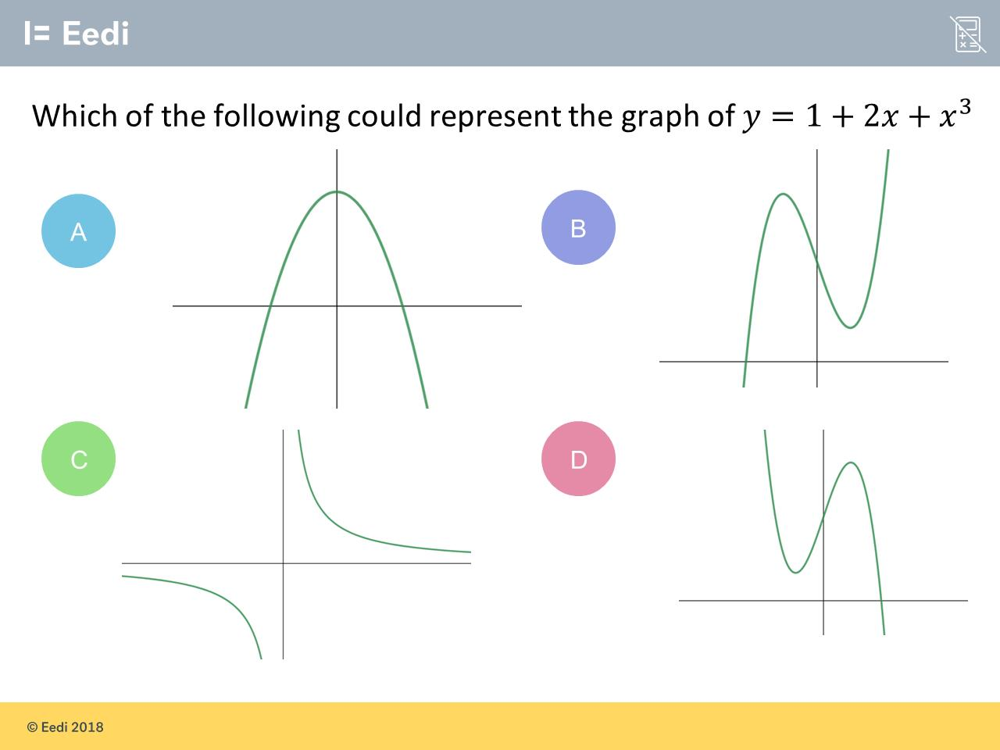 Eedi
Which of the following could represent the graph of y = 1 + 2x + x³
A
B
C
D
© Eedi 2018